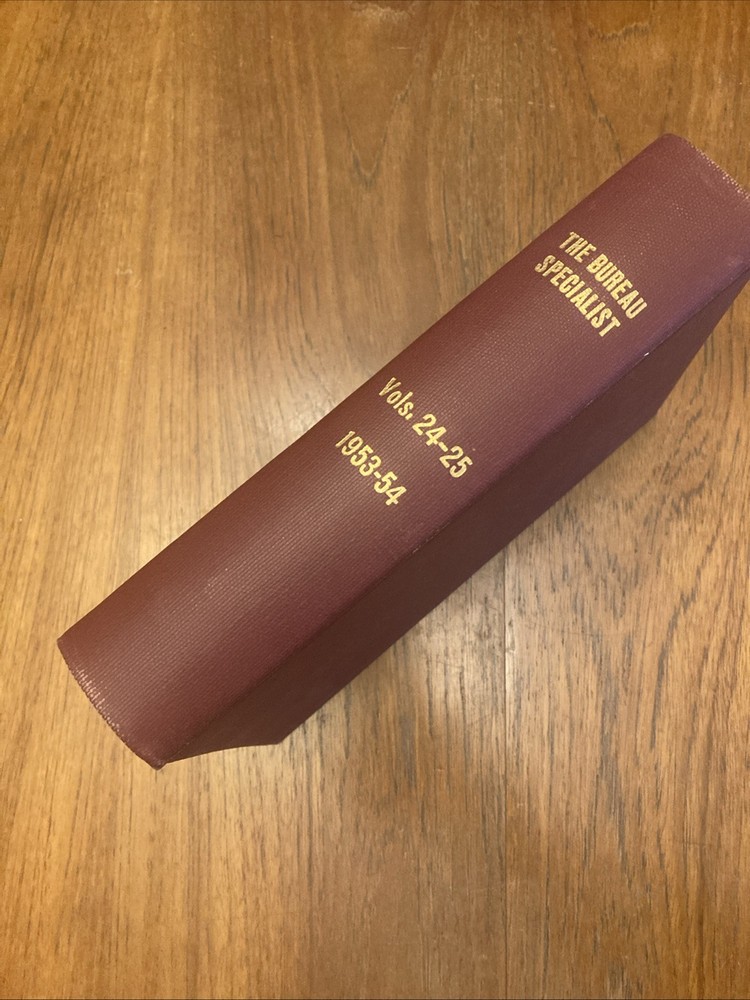 THE BUREAU
SPECIALIST
Vols. 24-25
1953-54